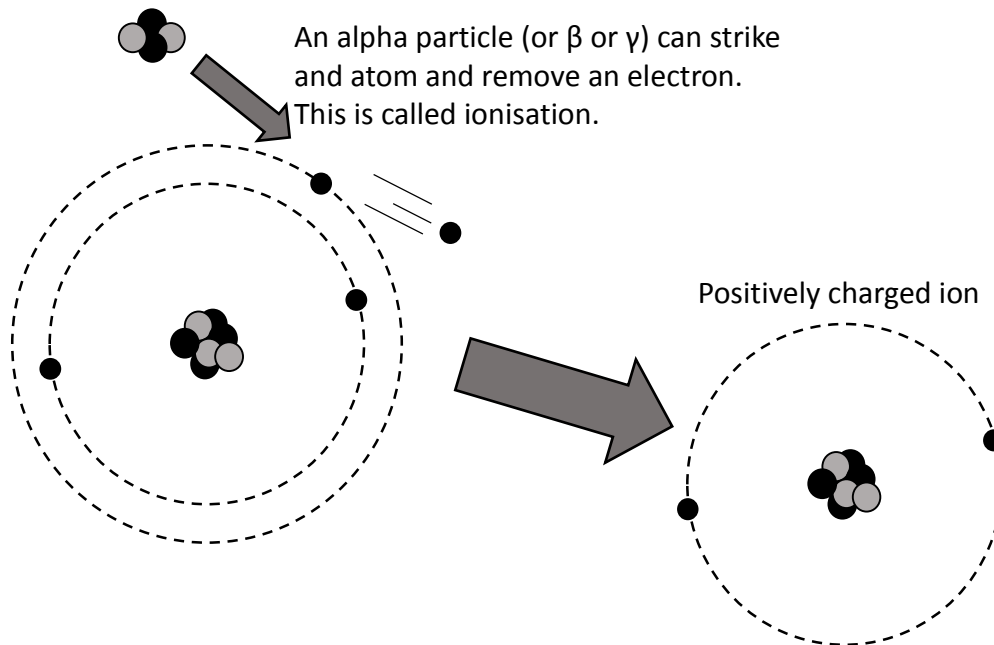 An alpha particle (or β or γ) can strike
and atom and remove an electron.
This is called ionisation.
Positively charged ion